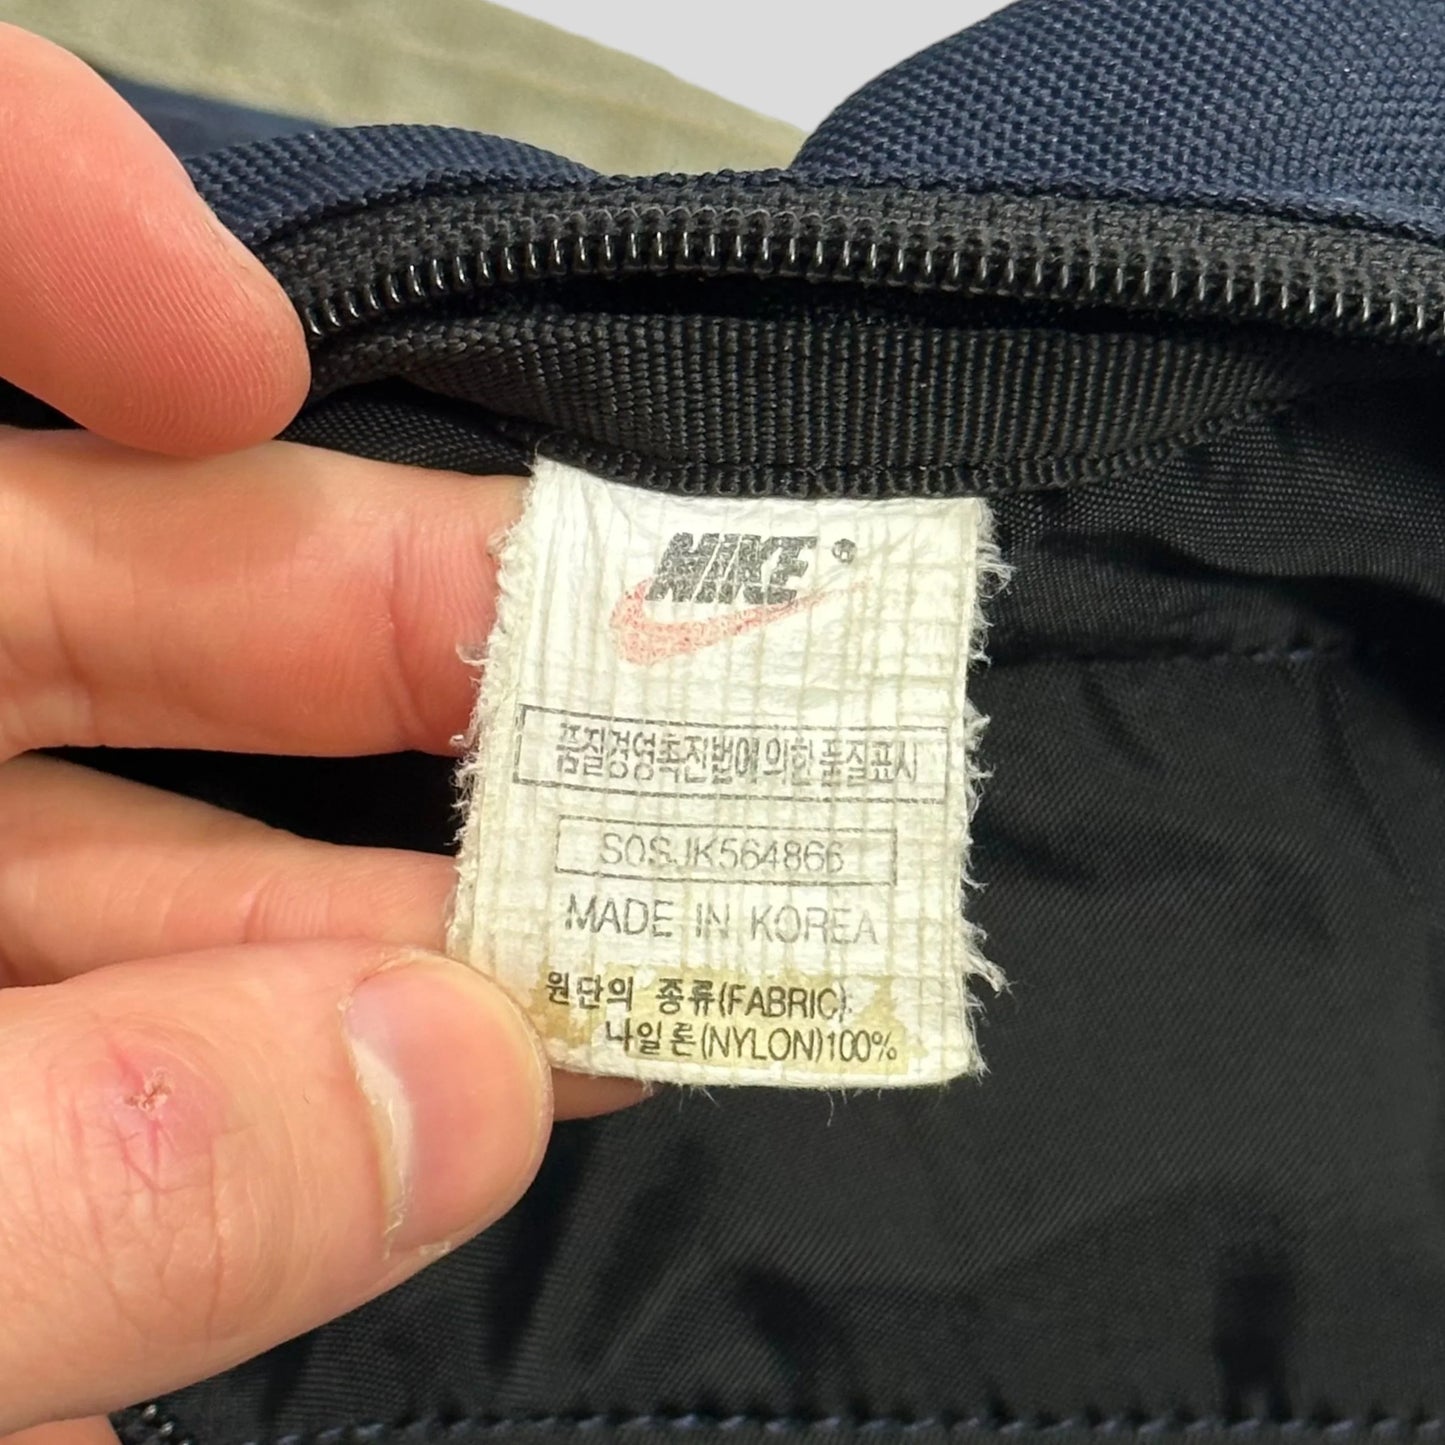 NIKE®
품질경영촉진법에의한품질표시
SOSJK564866
MADE IN KOREA
원단의 종류(FABRIC):
나일론(NYLON)100%